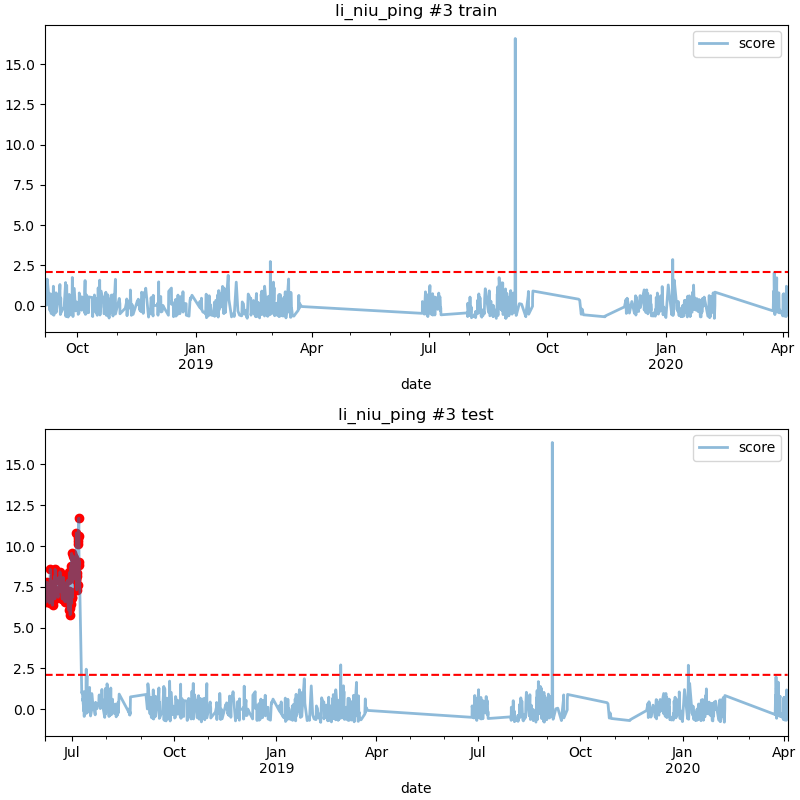 li_niu_ping #3 train
score
15.0
12.5
10.0
7.5
5.0
2.5
0.0
Oct Jan Apr Jul Oct Jan Apr
2019 2020
date
li_niu_ping #3 test
score
15.0
12.5
10.0
7.5
5.0
2.5
0.0
Jul Oct Jan Apr Jul Oct Jan Apr
2019 2020
date